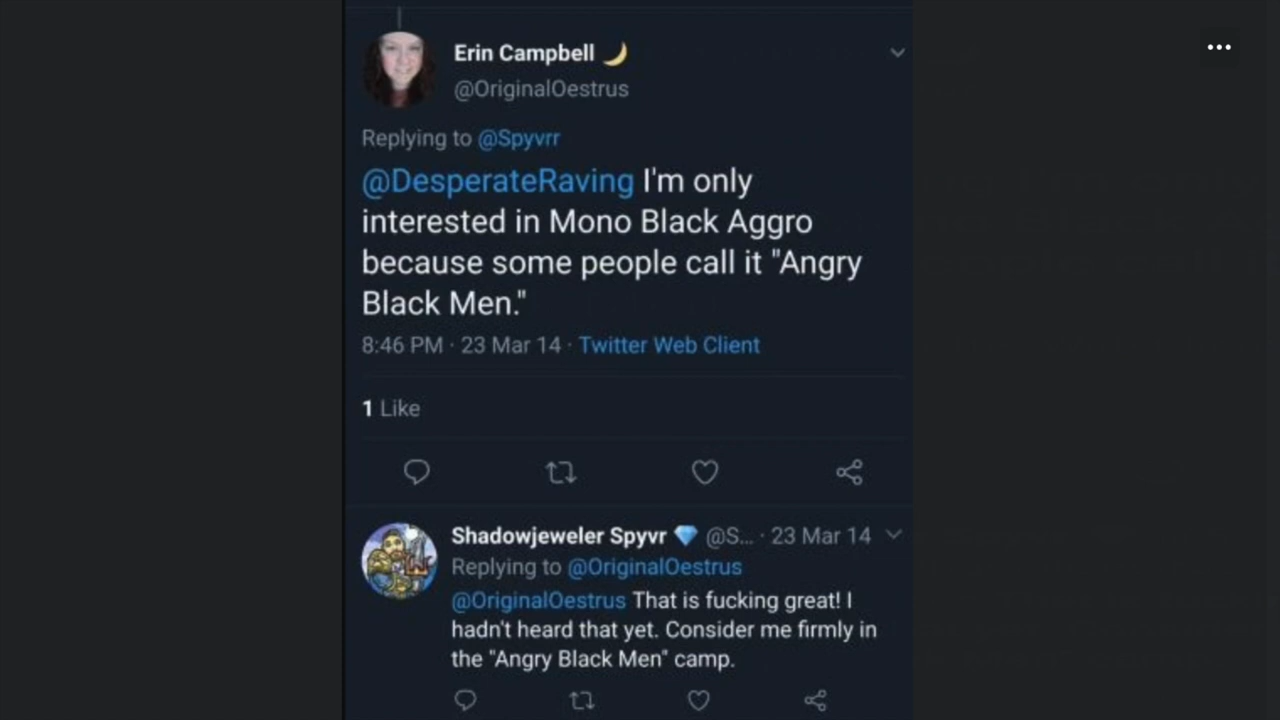 Erin Campbell 🌙
@OriginalOestrus
Replying to @Spyvrr
@DesperateRaving I'm only
interested in Mono Black Aggro
because some people call it "Angry
Black Men."
8:46 PM · 23 Mar 14 · Twitter Web Client
1 Like
Shadowjeweler Spyvr 💎 @S... · 23 Mar 14
Replying to @OriginalOestrus
@OriginalOestrus That is fucking great! I
hadn't heard that yet. Consider me firmly in
the "Angry Black Men" camp.